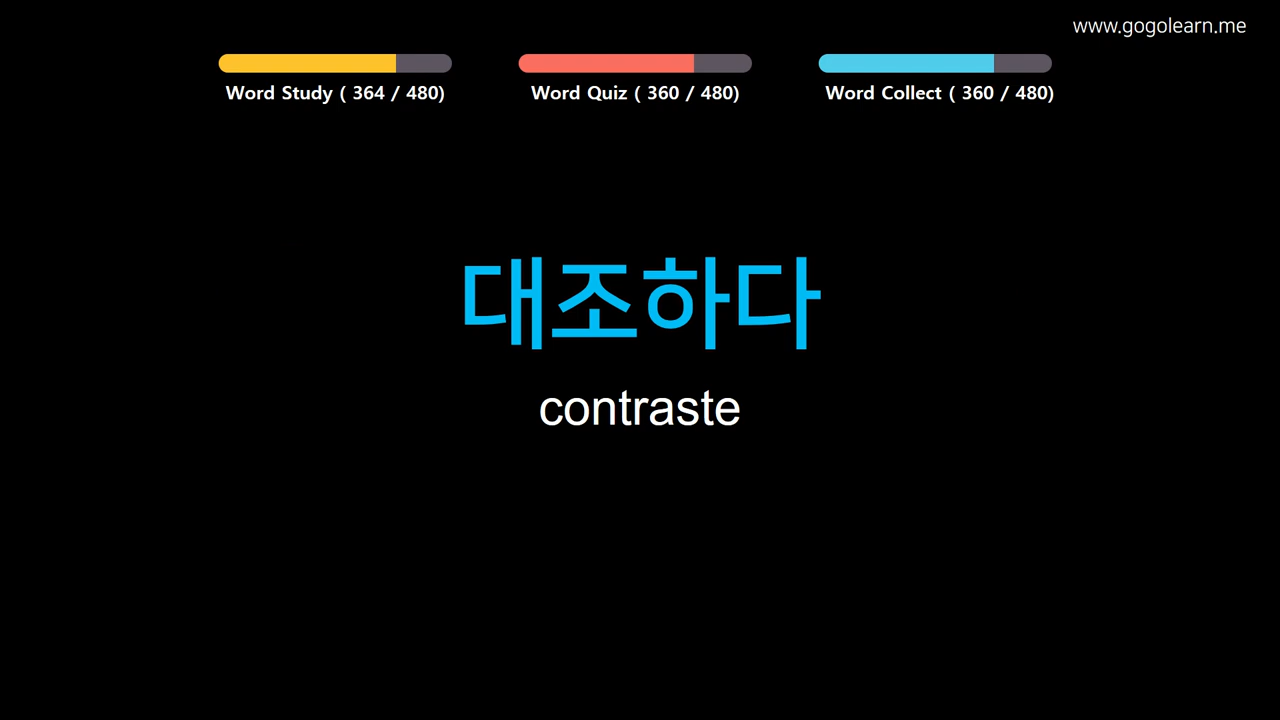 www.gogolearn.me
Word Study ( 364 / 480)
Word Quiz ( 360 / 480)
Word Collect ( 360 / 480)
대조하다
contraste